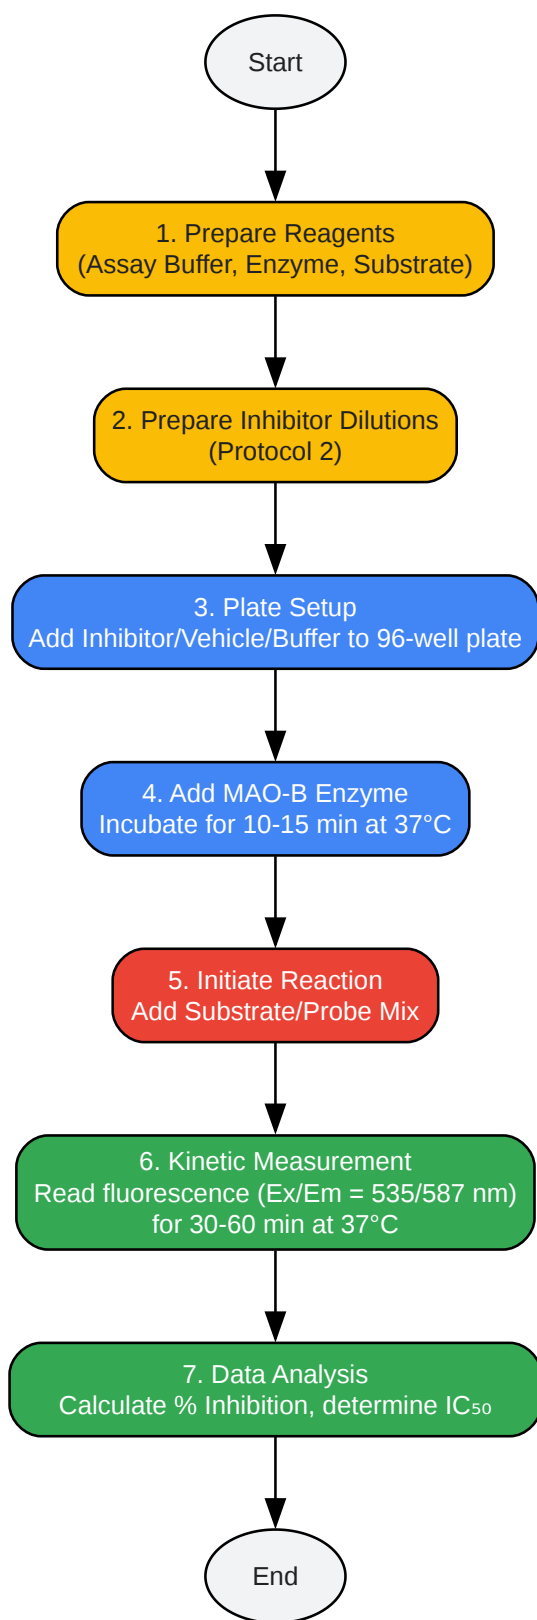 Start
1. Prepare Reagents
(Assay Buffer, Enzyme, Substrate)
2. Prepare Inhibitor Dilutions
(Protocol 2)
3. Plate Setup
Add Inhibitor/Vehicle/Buffer to 96-well plate
4. Add MAO-B Enzyme
Incubate for 10-15 min at 37°C
5. Initiate Reaction
Add Substrate/Probe Mix
6. Kinetic Measurement
Read fluorescence (Ex/Em = 535/587 nm)
for 30-60 min at 37°C
7. Data Analysis
Calculate % Inhibition, determine IC₅₀
End